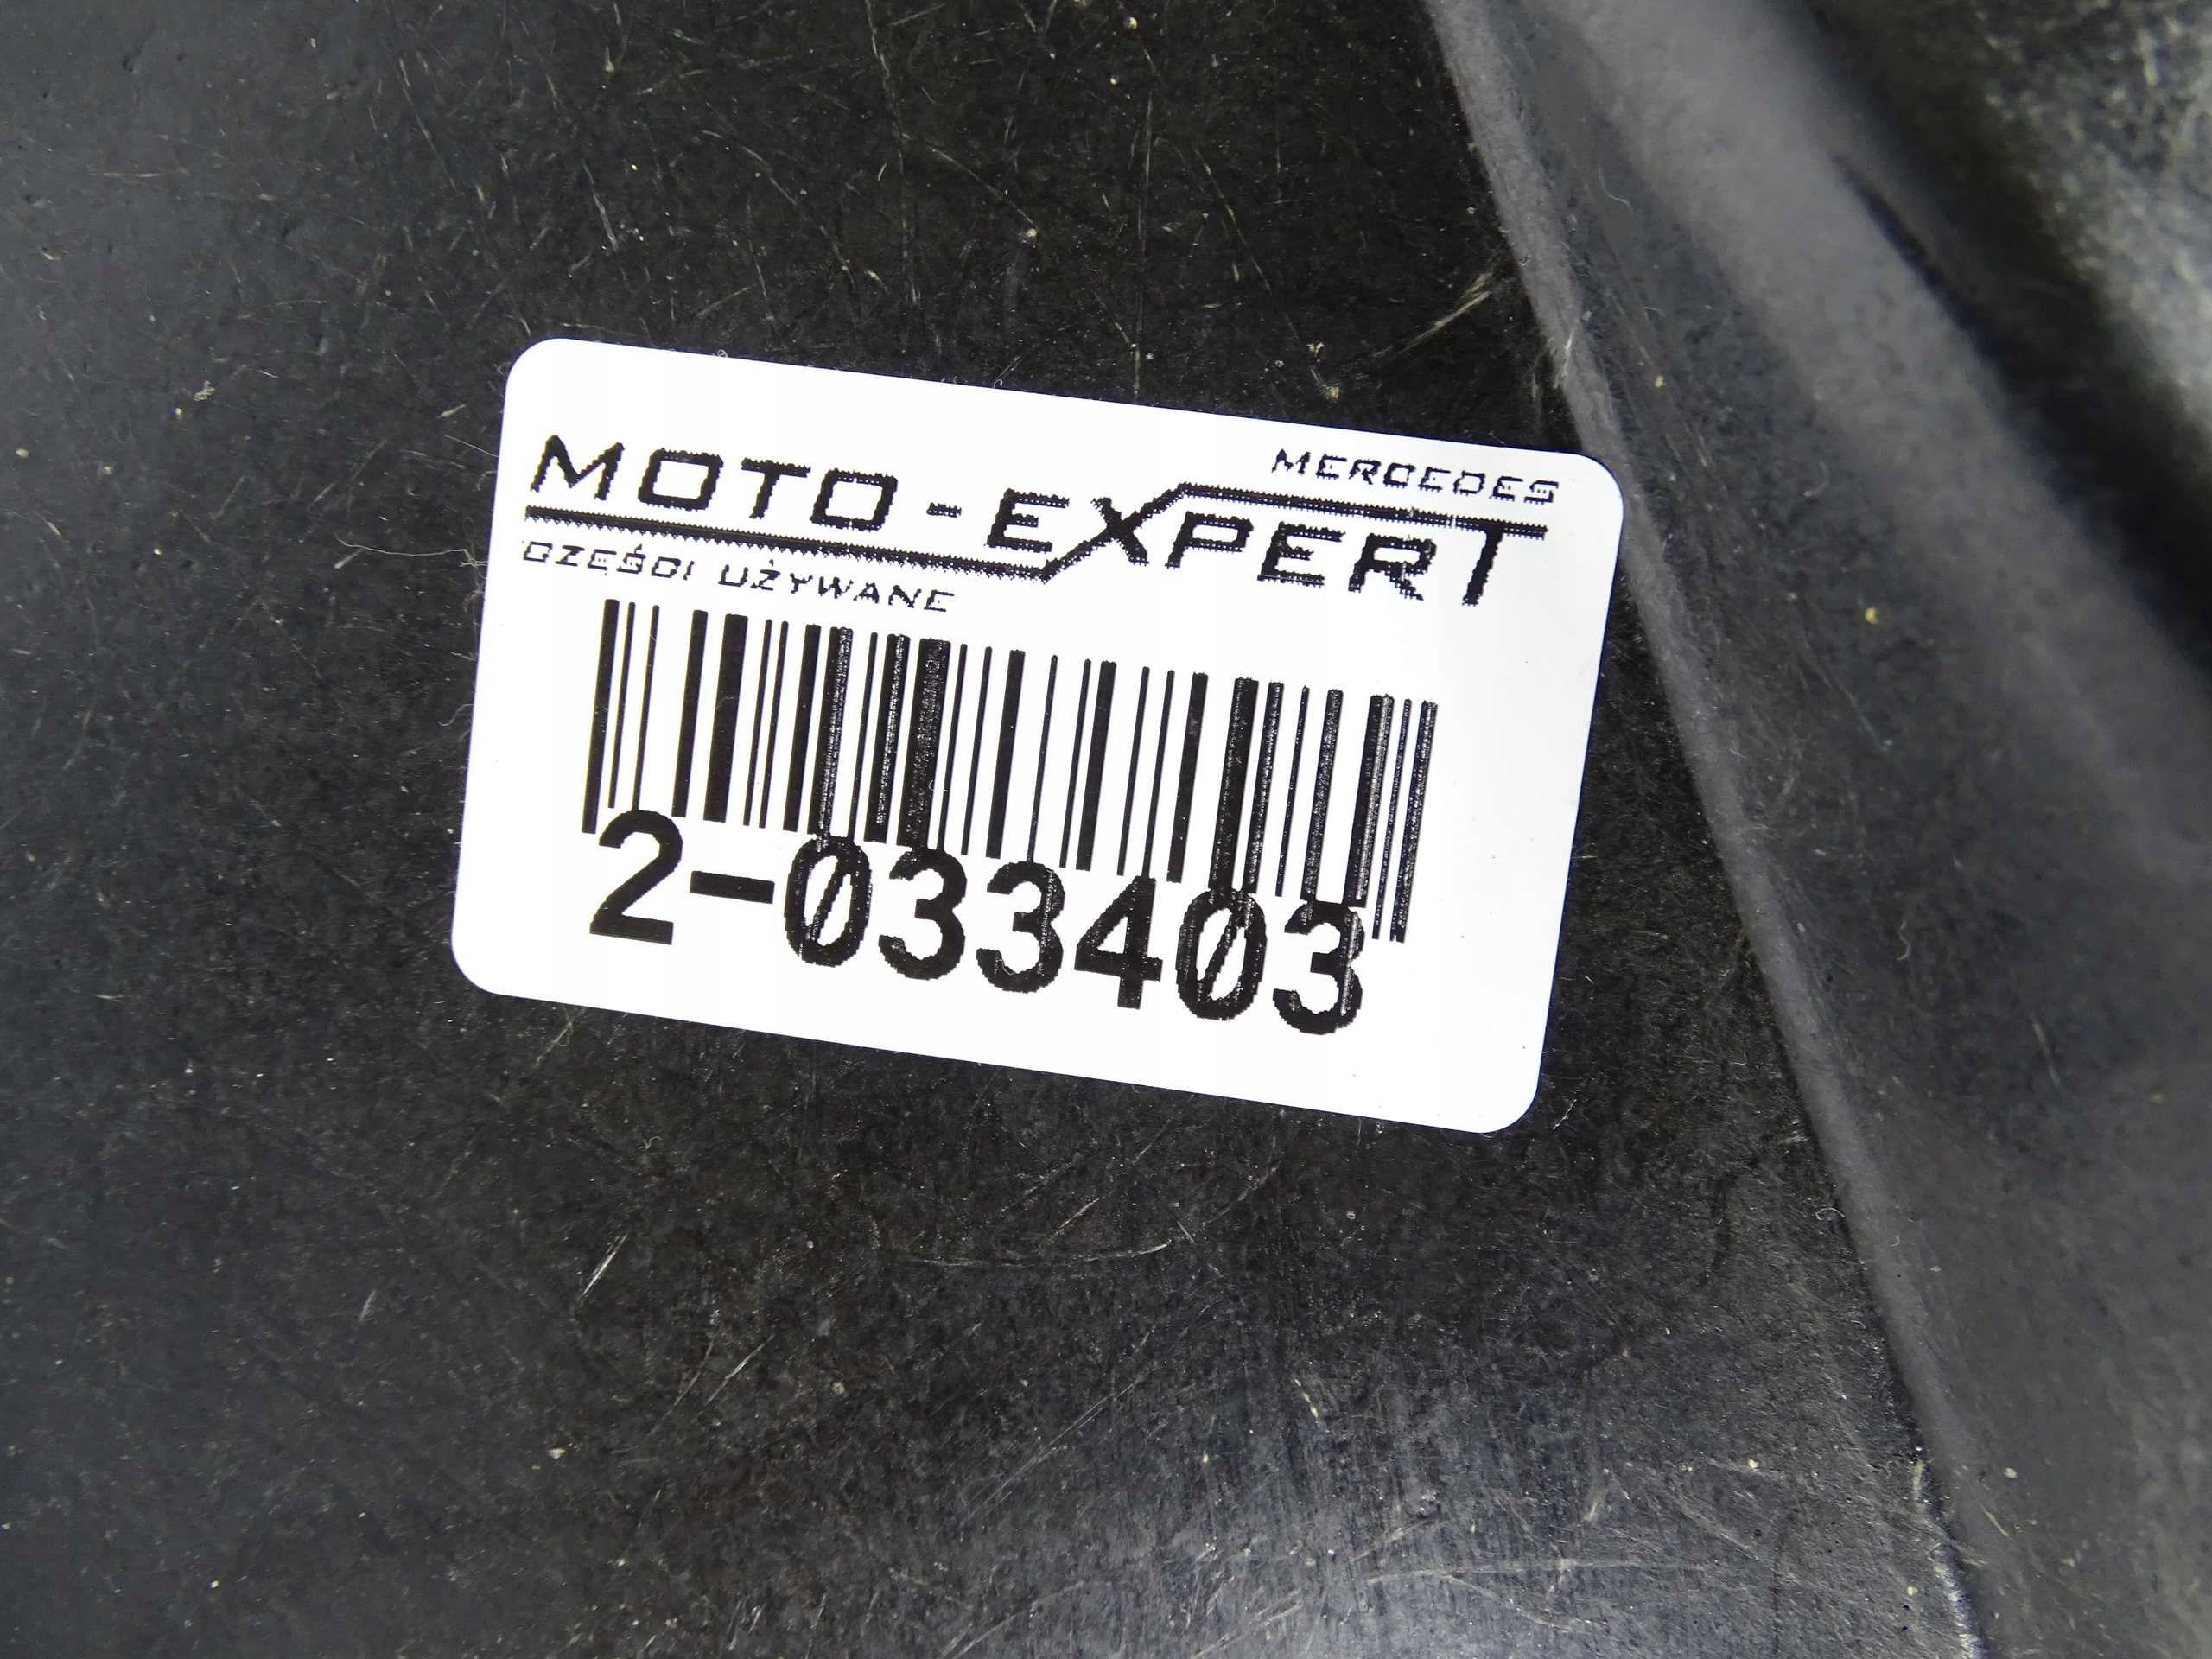 MERCEDES
MOTO-EXPERT
CZĘŚCI UŻYWANE
2-033403